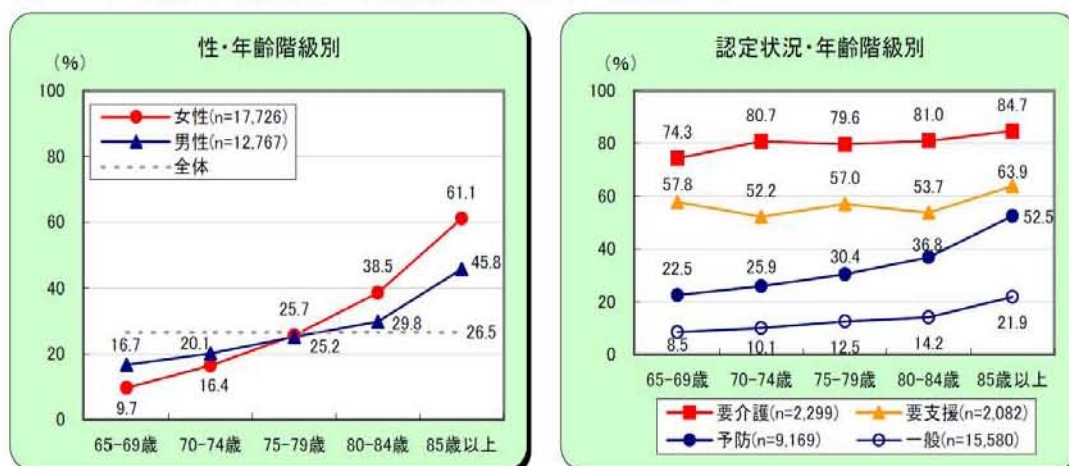 性・年齢階級別
(%)
100
80
60
40
20
0
女性(n=17,726)
男性(n=12,767)
全体
61.1
38.5
45.8
25.7
29.8
26.5
16.7
20.1
25.2
16.4
9.7
65-69歳 70-74歳 75-79歳 80-84歳 85歳以上
認定状況・年齢階級別
(%)
100
80
60
40
20
0
74.3 80.7 79.6 81.0 84.7
57.8 52.2 57.0 53.7 63.9
22.5 25.9 30.4 36.8 52.5
8.5 10.1 12.5 14.2 21.9
65-69歳 70-74歳 75-79歳 80-84歳 85歳以上
要介護(n=2,299) 要支援(n=2,082)
予防(n=9,169) 一般(n=15,580)